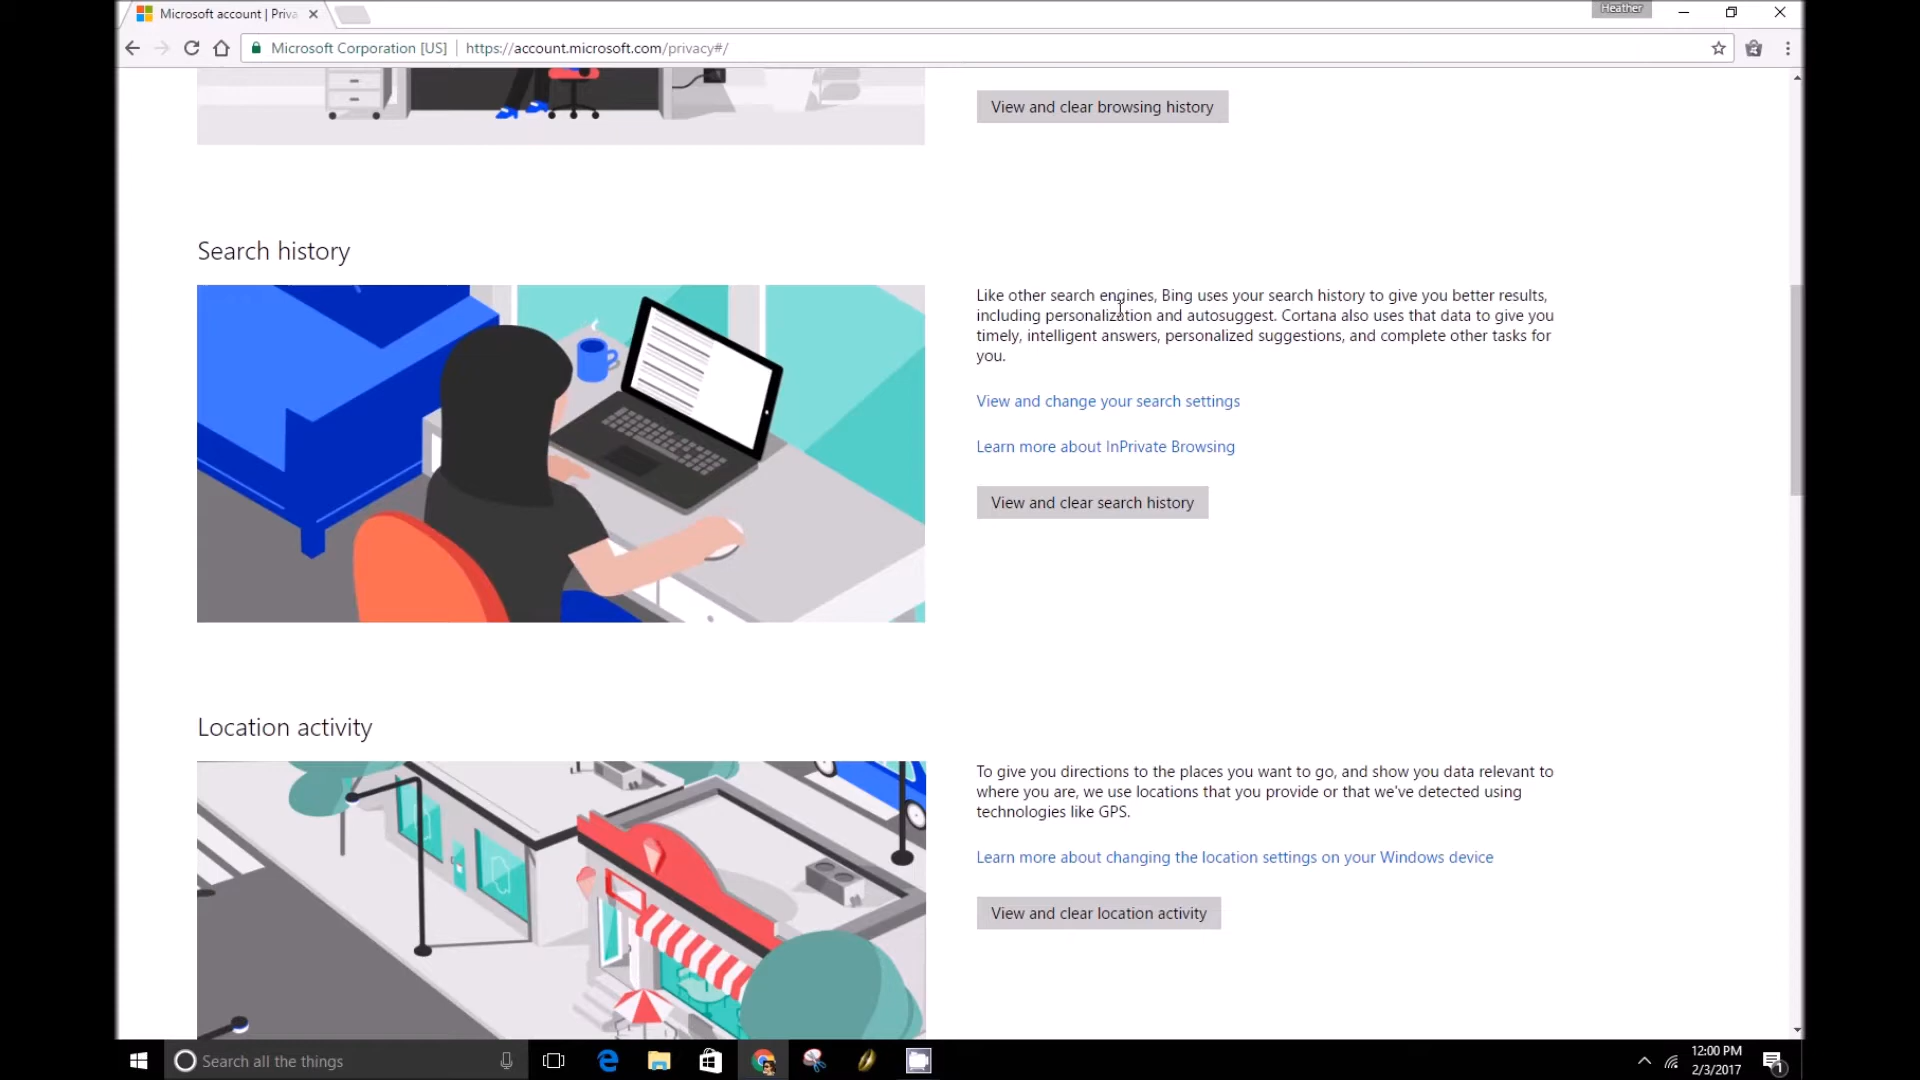 Microsoft account | Priva
Heather
Microsoft Corporation [US] | https://account.microsoft.com/privacy#/
View and clear browsing history
Search history
Like other search engines, Bing uses your search history to give you better results,
including personalization and autosuggest. Cortana also uses that data to give you
timely, intelligent answers, personalized suggestions, and complete other tasks for
you.
View and change your search settings
Learn more about InPrivate Browsing
View and clear search history
Location activity
To give you directions to the places you want to go, and show you data relevant to
where you are, we use locations that you provide or that we've detected using
technologies like GPS.
Learn more about changing the location settings on your Windows device
View and clear location activity
Search all the things
12:00 PM
2/3/2017
1